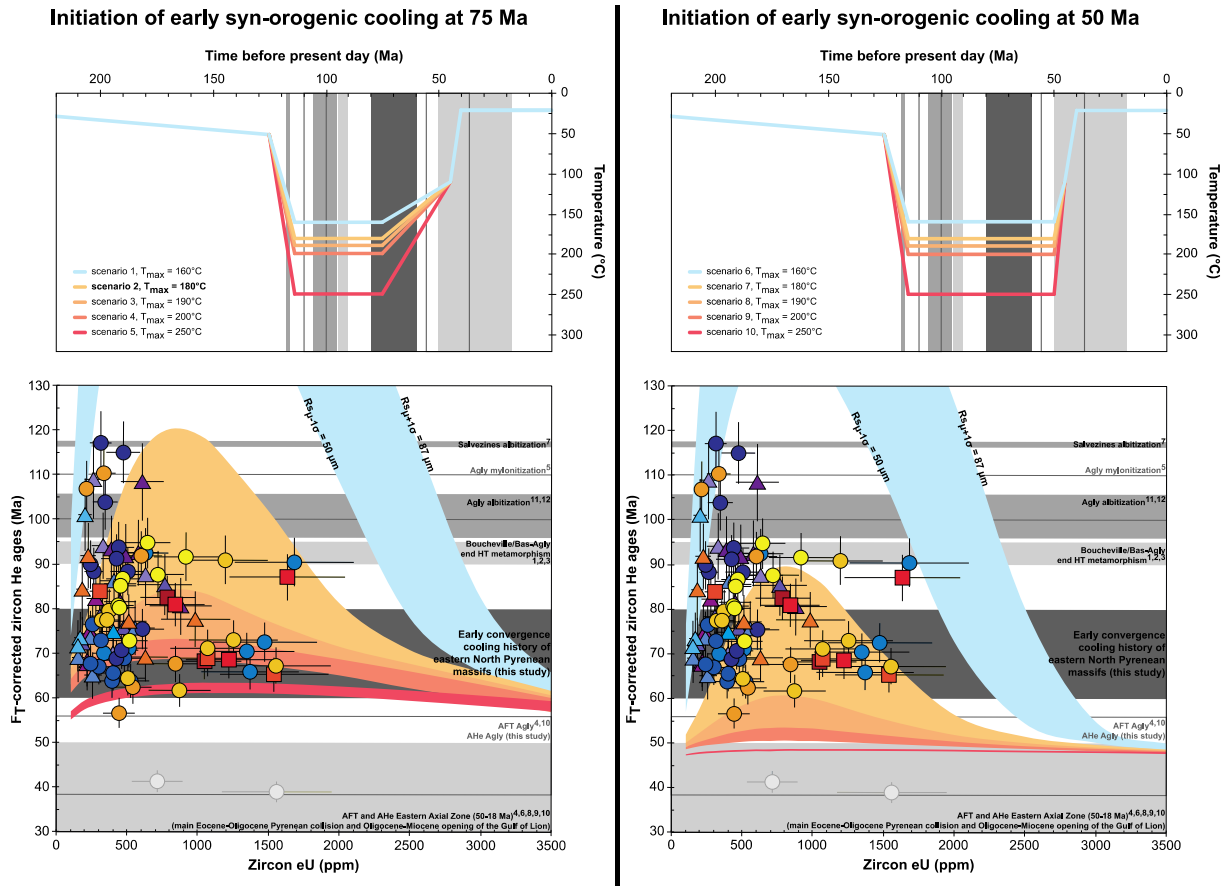 Initiation of early syn-orogenic cooling at 75 Ma
Time before present day (Ma)
200
150
100
50
0
0
50
100
150
200
250
300
Temperature (°C)
scenario 1, Tmax = 160°C
scenario 2, Tmax = 180°C
scenario 3, Tmax = 190°C
scenario 4, Tmax = 200°C
scenario 5, Tmax = 250°C
130
120
110
100
90
80
70
60
50
40
30
FT-corrected zircon He ages (Ma)
Rs μ-1σ = 50 μm
Rs μ+1σ = 87 μm
Salvezines albitization7
Agly mylonitization5
Agly albitization11,12
Boucheville/Bas-Agly
end HT metamorphism
1,2,3
Early convergence
cooling history of
eastern North Pyrenean
massifs (this study)
AFT Agly4,10
AHe Agly (this study)
AFT and AHe Eastern Axial Zone (50-18 Ma)4,6,8,9,10
(main Eocene-Oligocene Pyrenean collision and Oligocene-Miocene opening of the Gulf of Lion)
0
500
1000
1500
2000
2500
3000
3500
Zircon eU (ppm)
Initiation of early syn-orogenic cooling at 50 Ma
Time before present day (Ma)
200
150
100
50
0
0
50
100
150
200
250
300
Temperature (°C)
scenario 6, Tmax = 160°C
scenario 7, Tmax = 180°C
scenario 8, Tmax = 190°C
scenario 9, Tmax = 200°C
scenario 10, Tmax = 250°C
130
120
110
100
90
80
70
60
50
40
30
FT-corrected zircon He ages (Ma)
Rs μ-1σ = 50 μm
Rs μ+1σ = 87 μm
Salvezines albitization7
Agly mylonitization5
Agly albitization11,12
Boucheville/Bas-Agly
end HT metamorphism
1,2,3
Early convergence
cooling history of
eastern North Pyrenean
massifs (this study)
AFT Agly4,10
AHe Agly (this study)
AFT and AHe Eastern Axial Zone (50-18 Ma)4,6,8,9,10
(main Eocene-Oligocene Pyrenean collision and Oligocene-Miocene opening of the Gulf of Lion)
0
500
1000
1500
2000
2500
3000
3500
Zircon eU (ppm)